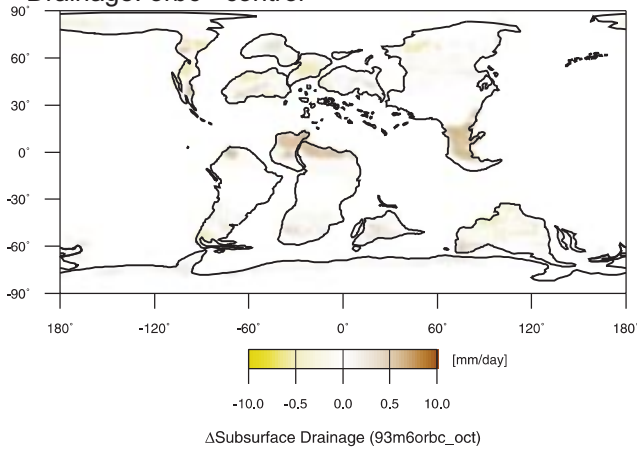 Drainage: orbc - control
90˚
60˚
30˚
0˚
-30˚
-60˚
-90˚
180˚ -120˚ -60˚ 0˚ 60˚ 120˚ 180˚
[mm/day]
-10.0 -0.5 0.0 0.5 10.0
ΔSubsurface Drainage (93m6orbc_oct)